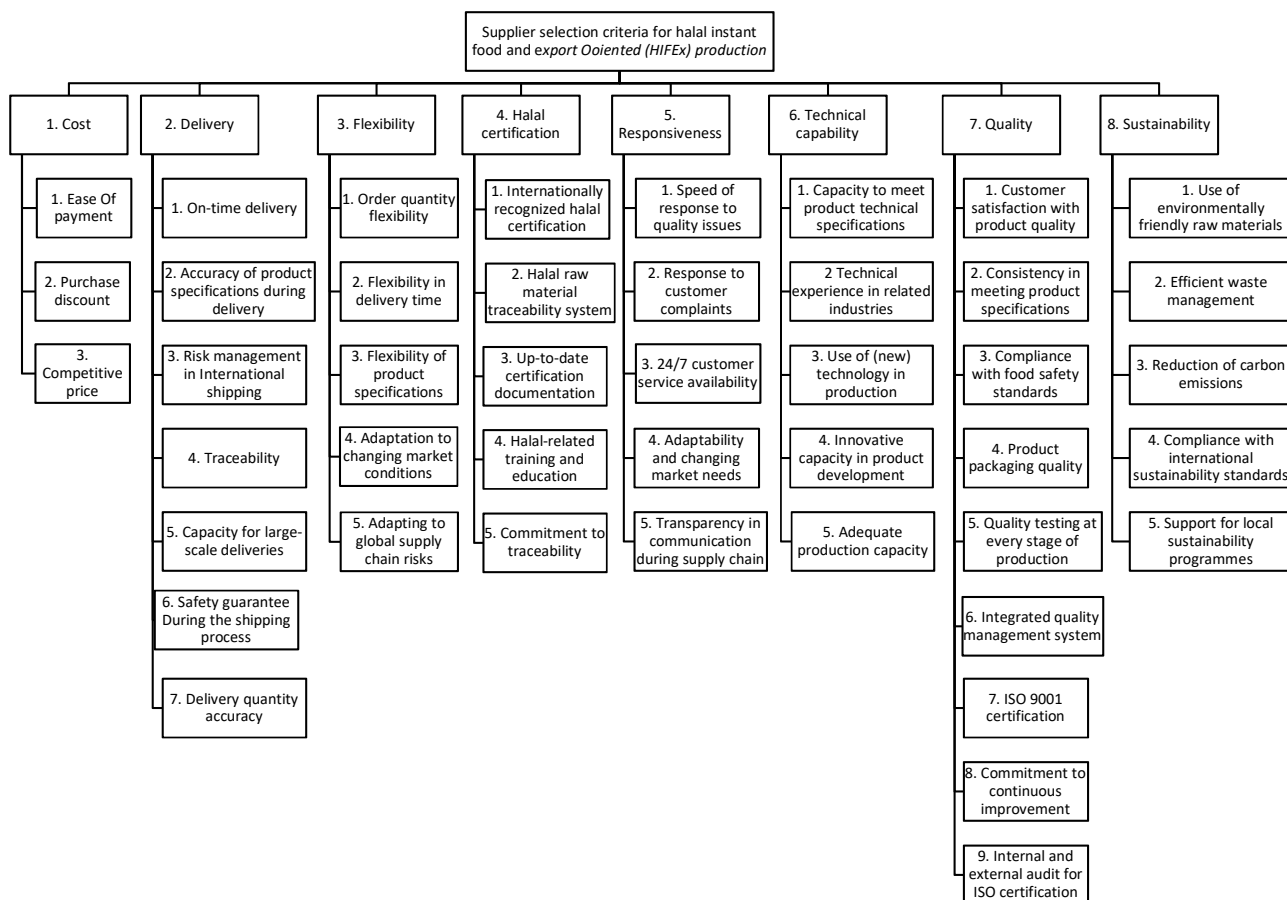 Supplier selection criteria for halal instant
food and export Ooiented (HIFEx) production
1. Cost
2. Delivery
3. Flexibility
4. Halal
certification
5.
Responsiveness
6. Technical
capability
7. Quality
8. Sustainability
1. Ease Of
payment
2. Purchase
discount
3.
Competitive
price
1. On-time delivery
2. Accuracy of product
specifications during
delivery
3. Risk management
in International
shipping
4. Traceability
5. Capacity for large-
scale deliveries
6. Safety guarantee
During the shipping
process
7. Delivery quantity
accuracy
1. Order quantity
flexibility
2. Flexibility in
delivery time
3. Flexibility of
product
specifications
4. Adaptation to
changing market
conditions
5. Adapting to
global supply
chain risks
1. Internationally
recognized halal
certification
2. Halal raw
material
traceability system
3. Up-to-date
certification
documentation
4. Halal-related
training and
education
5. Commitment to
traceability
1. Speed of
response to
quality issues
2. Response to
customer
complaints
3. 24/7 customer
service availability
4. Adaptability
and changing
market needs
5. Transparency in
communication
during supply chain
1. Capacity to meet
product technical
specifications
2 Technical
experience in related
industries
3. Use of (new)
technology in
production
4. Innovative
capacity in product
development
5. Adequate
production capacity
1. Customer
satisfaction with
product quality
2. Consistency in
meeting product
specifications
3. Compliance
with food safety
standards
4. Product
packaging quality
5. Quality testing at
every stage of
production
6. Integrated quality
management system
7. ISO 9001
certification
8. Commitment to
continuous
improvement
9. Internal and
external audit for
ISO certification
1. Use of
environmentally
friendly raw materials
2. Efficient waste
management
3. Reduction of carbon
emissions
4. Compliance with
international
sustainability standards
5. Support for local
sustainability
programmes